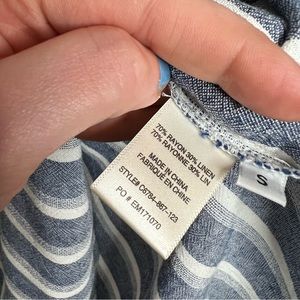 70% RAYON 30% LINEN
70% RAYONNE 30% LIN
MADE IN CHINA
FABRIQUE EN CHINE
STYLE# C6784-867-123
PO # EM171070
S